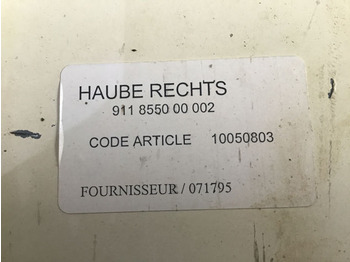 HAUBE RECHTS
911 8550 00 002
CODE ARTICLE 10050803
FOURNISSEUR / 071795